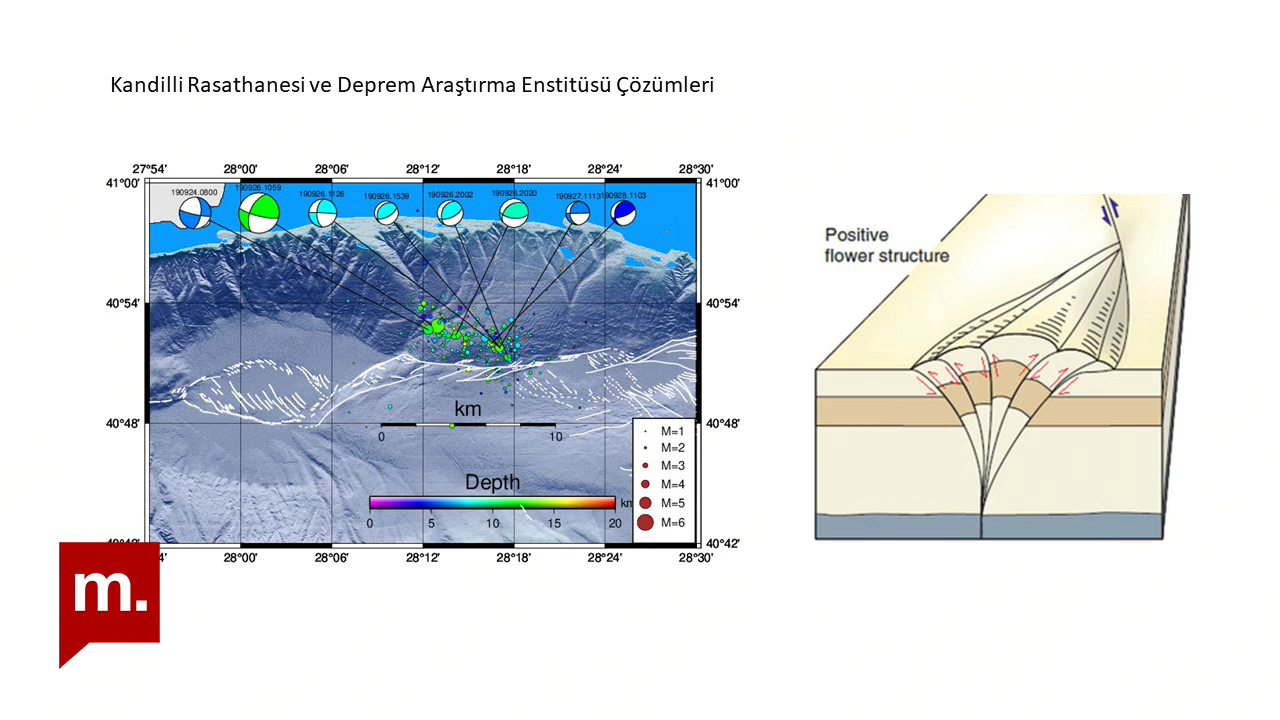 Kandilli Rasathanesi ve Deprem Araştırma Enstitüsü Çözümleri
27°54' 28°00' 28°06' 28°12' 28°18' 28°24' 28°30'
41°00' 41°00'
190924.0800 190926.1059 190926.1126 190926.1539 190926.2002 190926.2020 190927.1113 190928.1103
Positive
flower structure
40°54' 40°54'
km
0 10
40°48' 40°48'
M=1
M=2
M=3
M=4
M=5
M=6
Depth
km
0 5 10 15 20
40°42' 40°42'
4' 28°00' 28°06' 28°12' 28°18' 28°24' 28°30'
m.